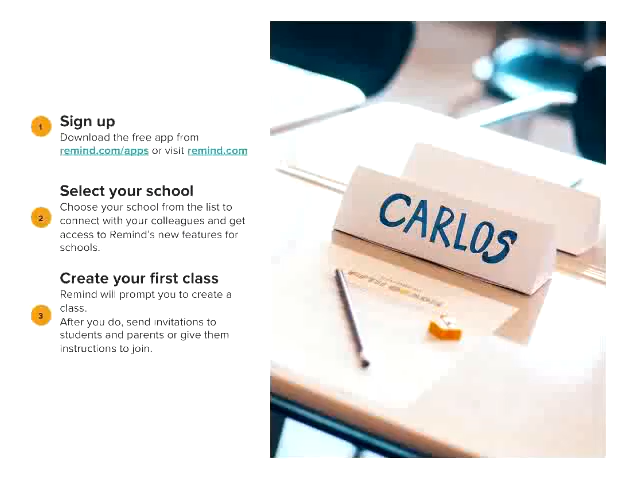 1
Sign up
Download the free app from
remind.com/apps or visit remind.com
2
Select your school
Choose your school from the list to
connect with your colleagues and get
access to Remind's new features for
schools.
3
Create your first class
Remind will prompt you to create a
class.
After you do, send invitations to
students and parents or give them
instructions to join.
CARLOS